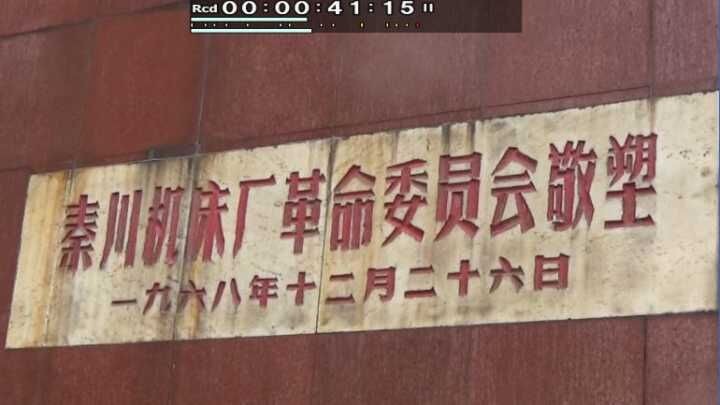 Rcd 00:00:41:15
秦川机床厂革命委员会敬塑
一九六八年十二月二十六日